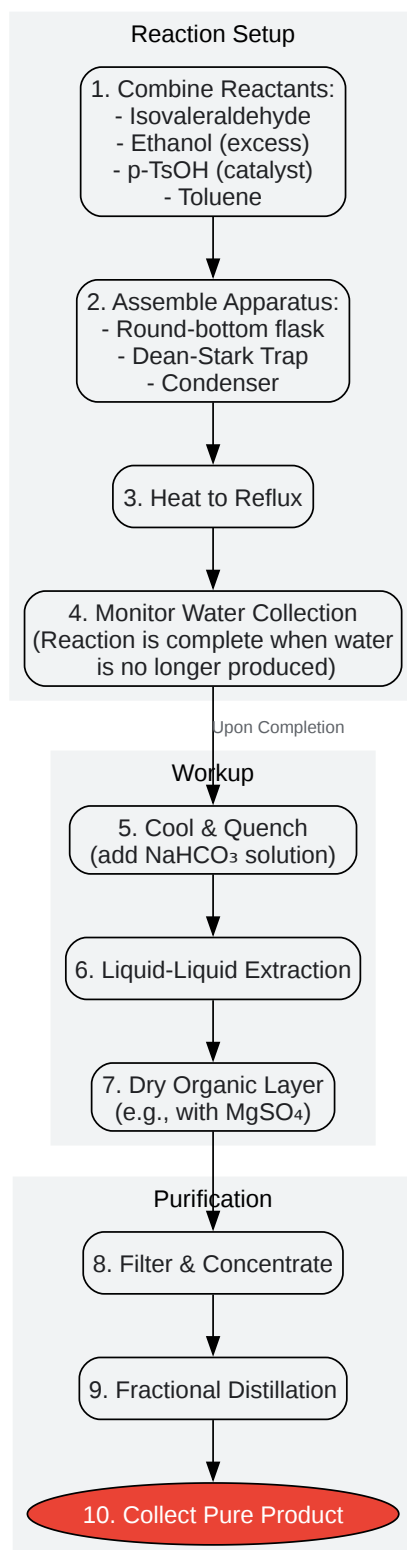 Reaction Setup
1. Combine Reactants:
- Isovaleraldehyde
- Ethanol (excess)
- p-TsOH (catalyst)
- Toluene
2. Assemble Apparatus:
- Round-bottom flask
- Dean-Stark Trap
- Condenser
3. Heat to Reflux
4. Monitor Water Collection
(Reaction is complete when water
is no longer produced)
Upon Completion
Workup
5. Cool & Quench
(add NaHCO₃ solution)
6. Liquid-Liquid Extraction
7. Dry Organic Layer
(e.g., with MgSO₄)
Purification
8. Filter & Concentrate
9. Fractional Distillation
10. Collect Pure Product